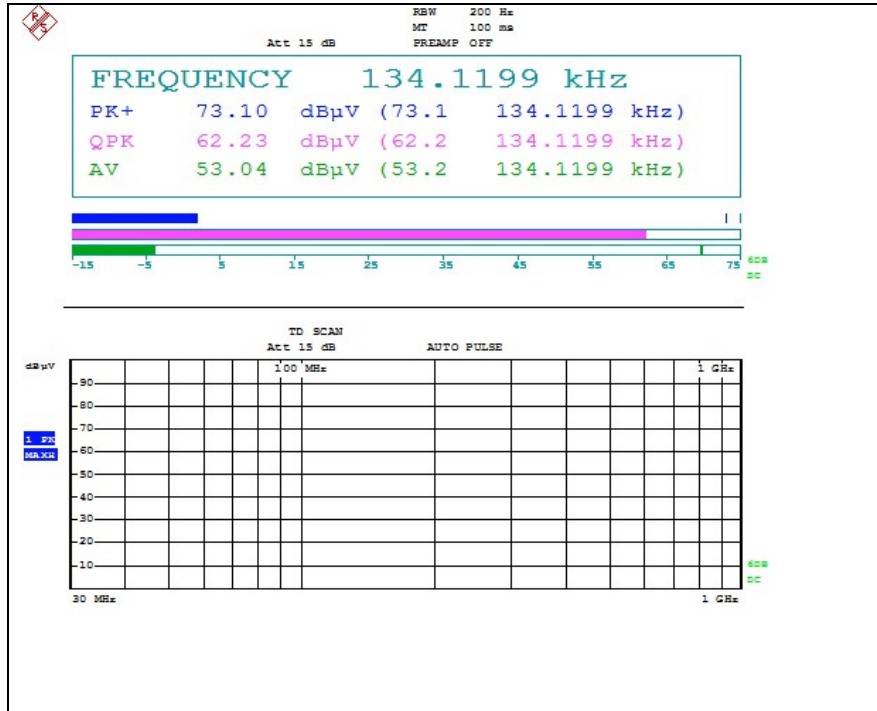 R S
RBW 200 Hz
MT 100 ms
Att 15 dB PREAMP OFF
FREQUENCY 134.1199 kHz
PK+ 73.10 dBµV (73.1 134.1199 kHz)
QPK 62.23 dBµV (62.2 134.1199 kHz)
AV 53.04 dBµV (53.2 134.1199 kHz)
-15 -5 5 15 25 35 45 55 65 75 6DB
DC
TD SCAN
Att 15 dB AUTO PULSE
dBµV 100 MHz 1 GHz
90
80
70
1 PK
MAXH 60
50
40
30
20
10 6DB
DC
30 MHz 1 GHz